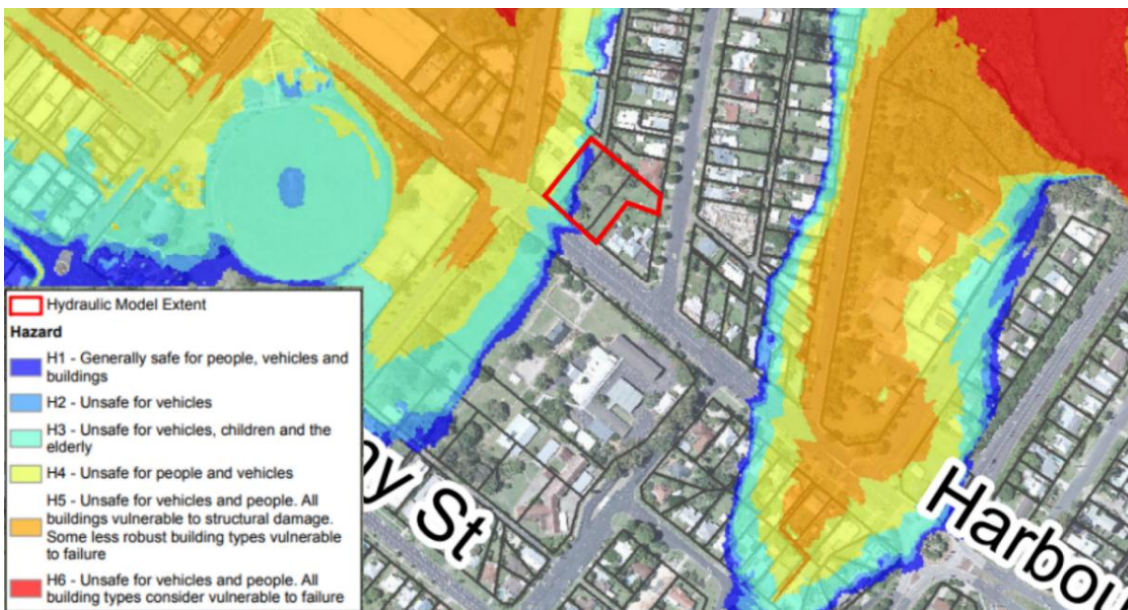 Hydraulic Model Extent
Hazard
H1 - Generally safe for people, vehicles and
buildings
H2 - Unsafe for vehicles
H3 - Unsafe for vehicles, children and the
elderly
H4 - Unsafe for people and vehicles
H5 - Unsafe for vehicles and people. All
buildings vulnerable to structural damage.
Some less robust building types vulnerable
to failure
H6 - Unsafe for vehicles and people. All
building types consider vulnerable to failure
St